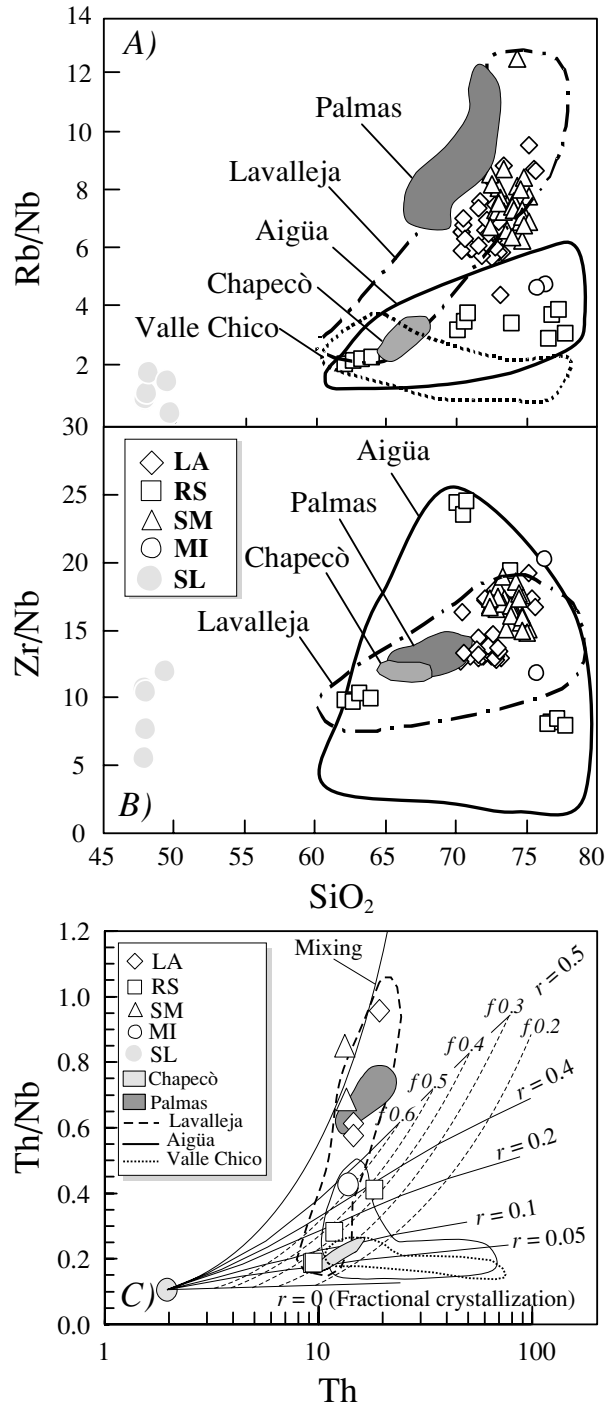 14
A)
12
Palmas
10
Lavalleja
8
Rb/Nb
Aigüa
6
Chapecò
4
Valle Chico
2
30
LA
RS
SM
MI
SL
Aigüa
25
Palmas
20
Chapecò
Lavalleja
15
Zr/Nb
10
5
B)
0
45 50 55 60 65 70 75 80
SiO2
1.2
Mixing
LA
RS
SM
MI
SL
Chapecò
Palmas
Lavalleja
Aigüa
Valle Chico
r = 0.5
f 0.3
f 0.2
1.0
f 0.4
0.8
f 0.5
r = 0.4
Th/Nb
0.6
f 0.6
r = 0.2
0.4
r = 0.1
0.2
r = 0.05
C)
r = 0 (Fractional crystallization)
0.0
1 10 100
Th